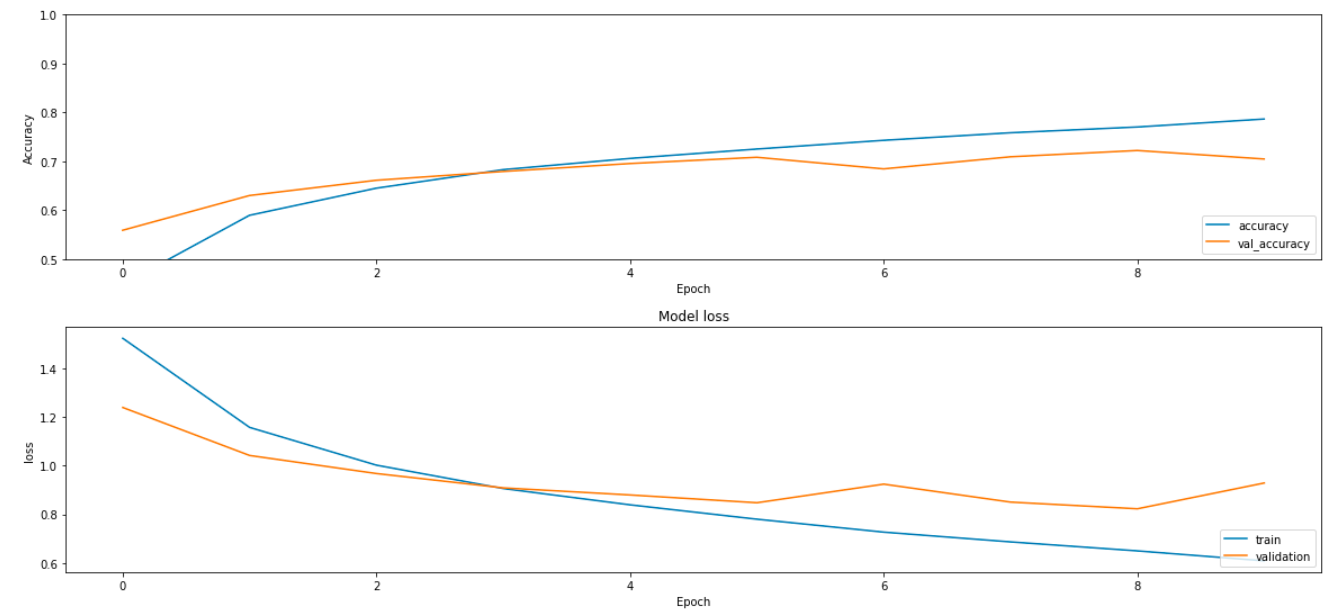 1.0
0.9
0.8
0.7
0.6
0.5
Accuracy
accuracy
val_accuracy
0 2 4 6 8
Epoch
Model loss
1.4
1.2
1.0
0.8
0.6
loss
train
validation
0 2 4 6 8
Epoch